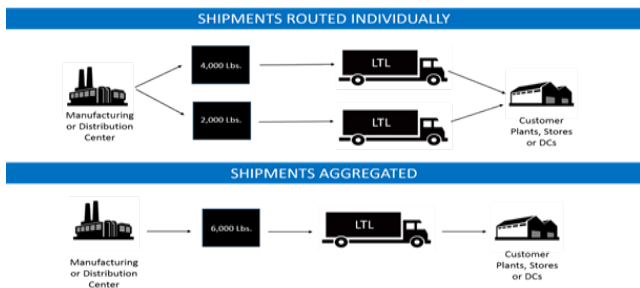 SHIPMENTS ROUTED INDIVIDUALLY
4,000 Lbs.
LTL
Manufacturing
or Distribution
Center
2,000 Lbs.
LTL
Customer
Plants, Stores
or DCs
SHIPMENTS AGGREGATED
6,000 Lbs.
LTL
Manufacturing
or Distribution
Center
Customer
Plants, Stores
or DCs